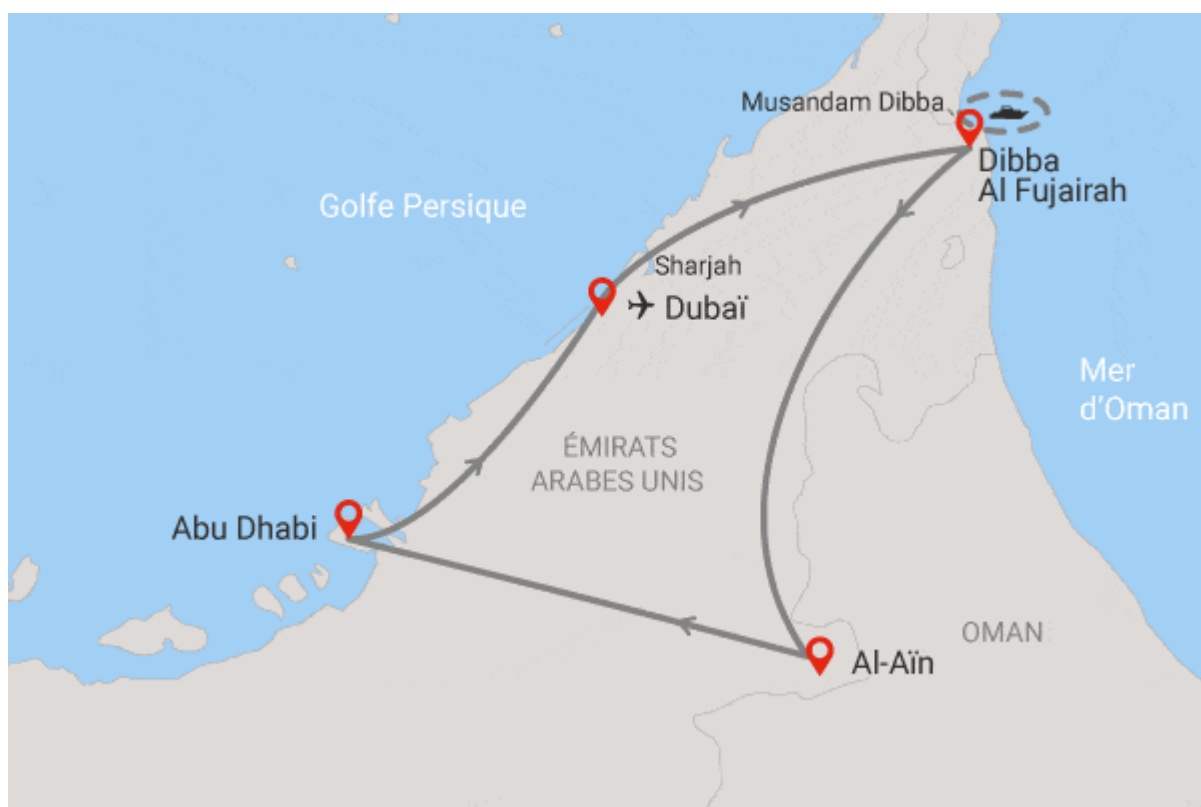 Musandam Dibba
Dibba
Al Fujairah
Golfe Persique
Sharjah
Dubaï
Mer
d'Oman
ÉMIRATS
ARABES UNIS
Abu Dhabi
OMAN
Al-Aïn